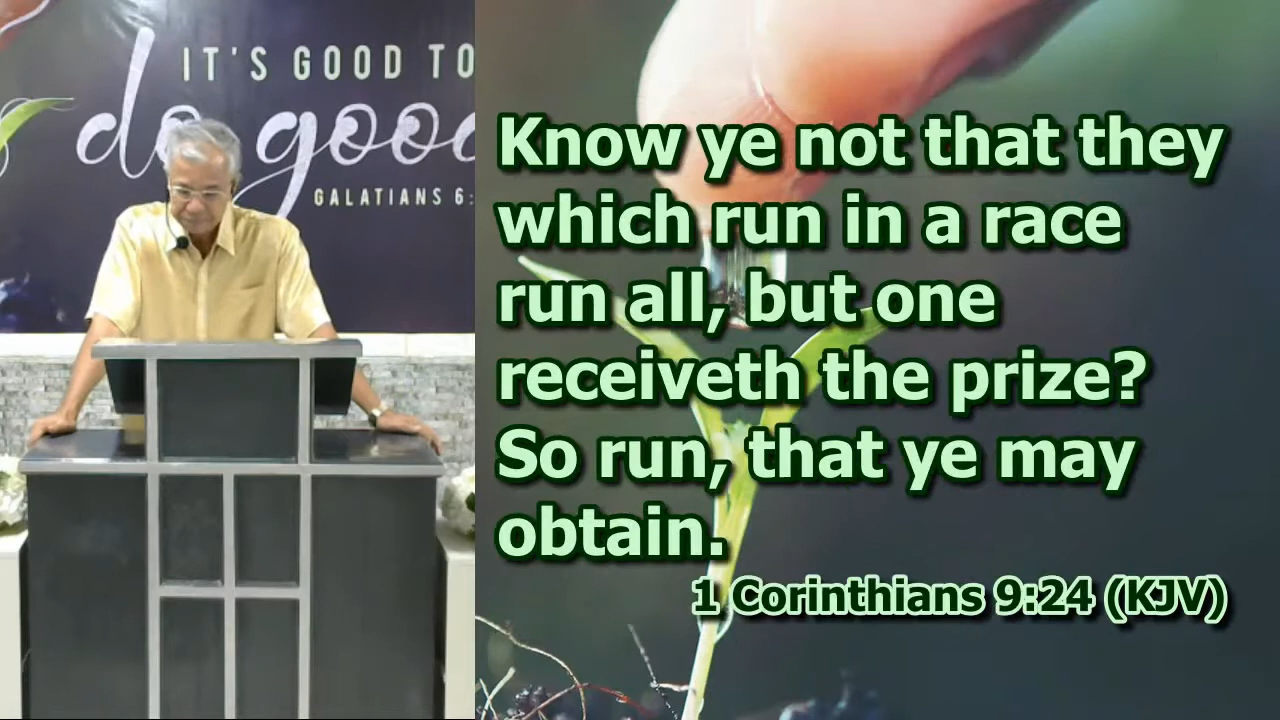 IT'S GOOD TO
do good
GALATIANS 6:
Know ye not that they
which run in a race
run all, but one
receiveth the prize?
So run, that ye may
obtain.
1 Corinthians 9:24 (KJV)